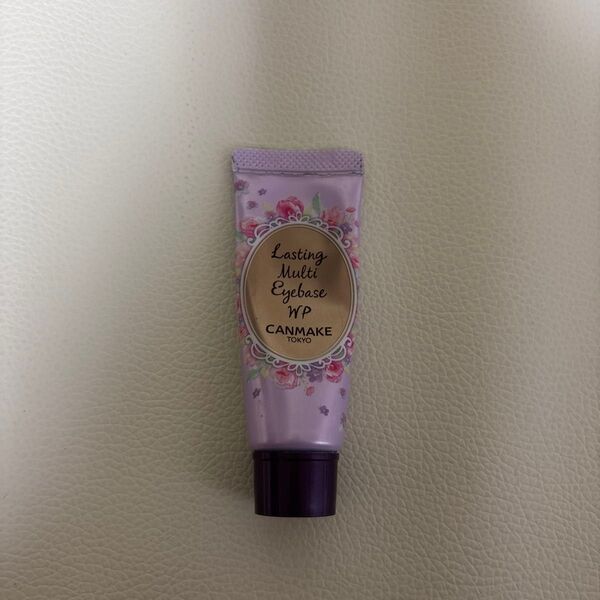 Lasting
Multi
Eyebase
WP
CANMAKE
TOKYO